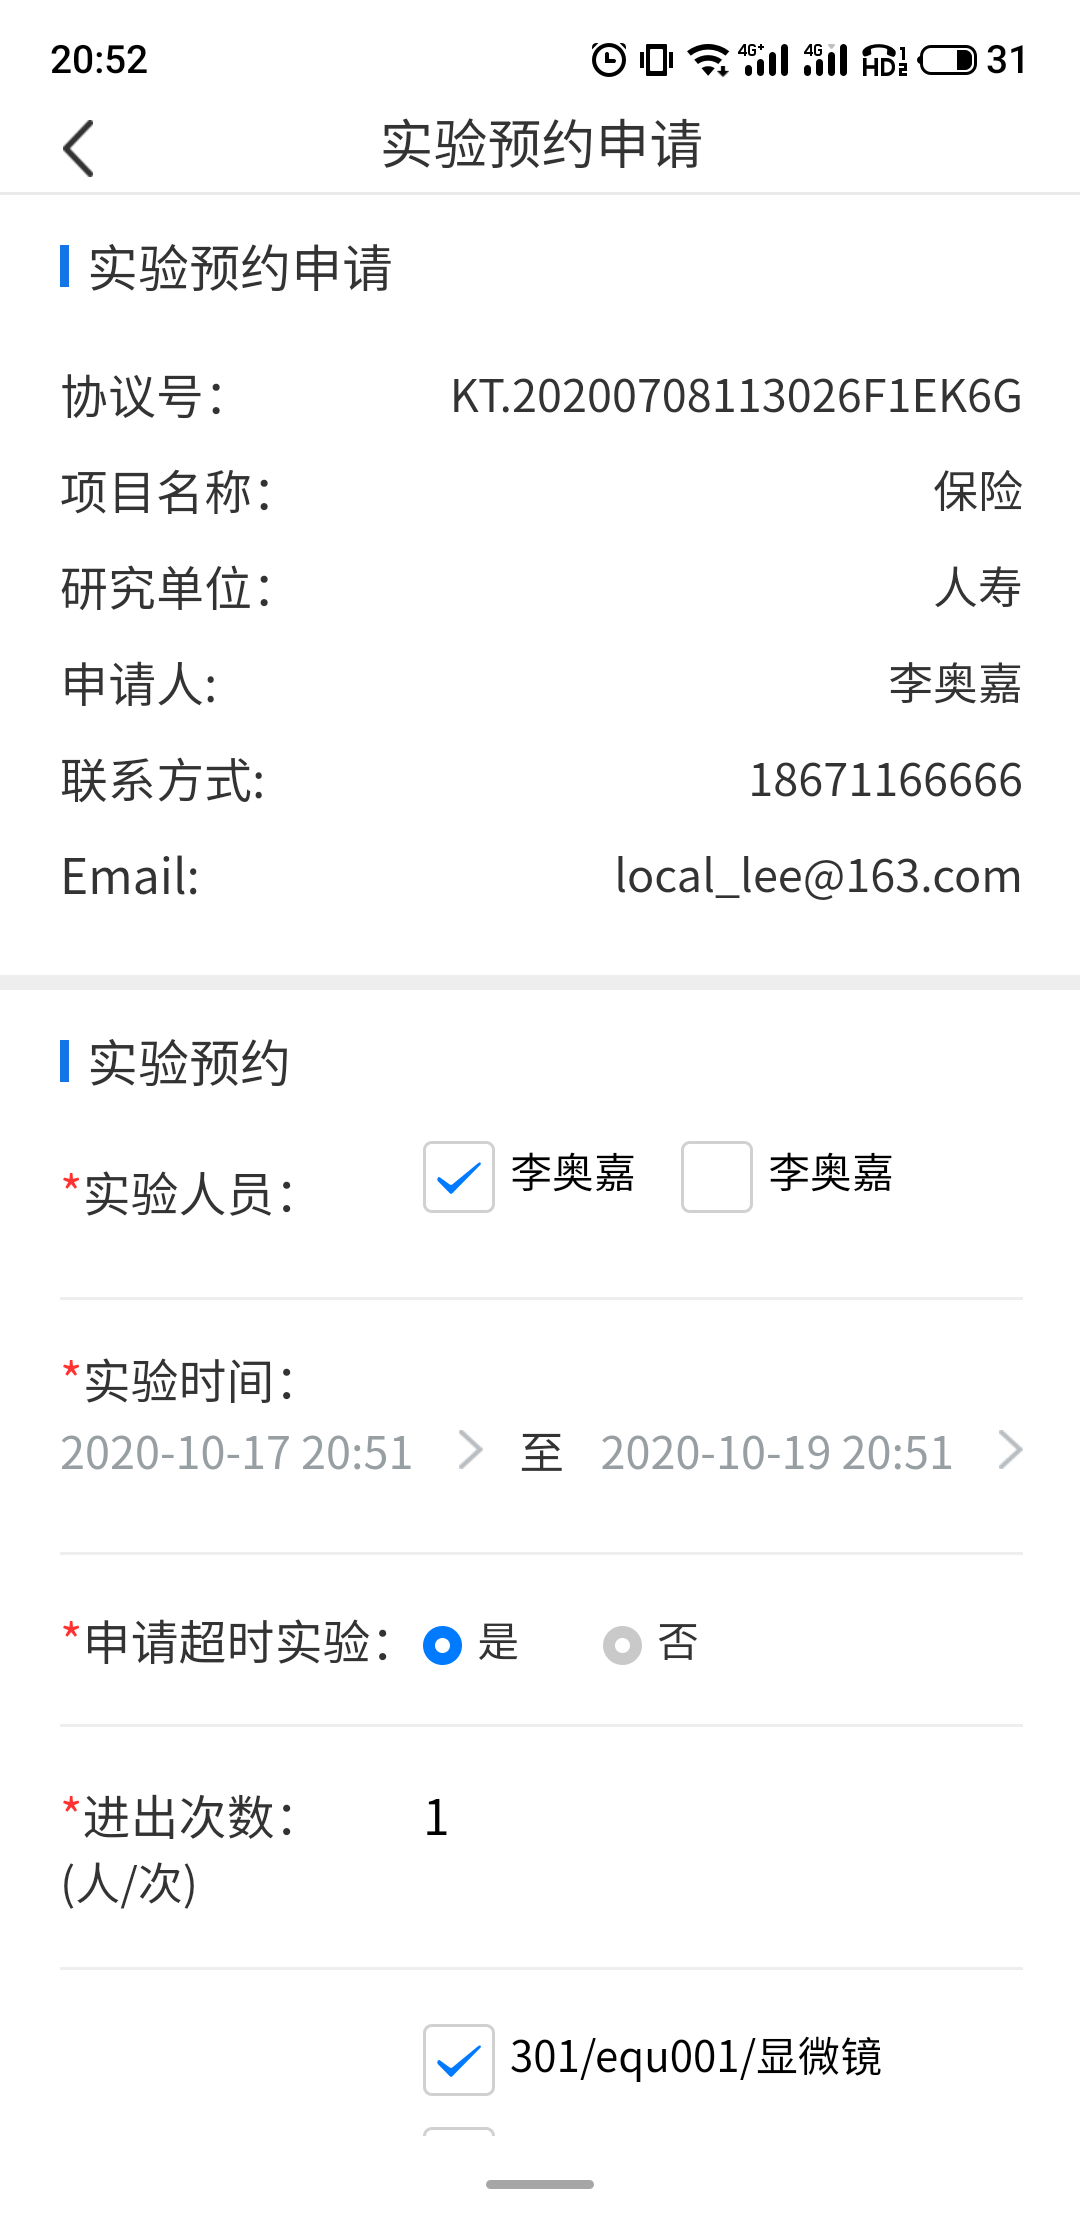 20:52 4G+ 4G HD 1 2 31
实验预约申请
实验预约申请
协议号： KT.20200708113026F1EK6G
项目名称： 保险
研究单位： 人寿
申请人: 李奥嘉
联系方式: 18671166666
Email: local_lee@163.com
实验预约
*实验人员： 李奥嘉 李奥嘉
*实验时间：
2020-10-17 20:51 至 2020-10-19 20:51
*申请超时实验： 是 否
*进出次数： 1
(人/次)
301/equ001/显微镜